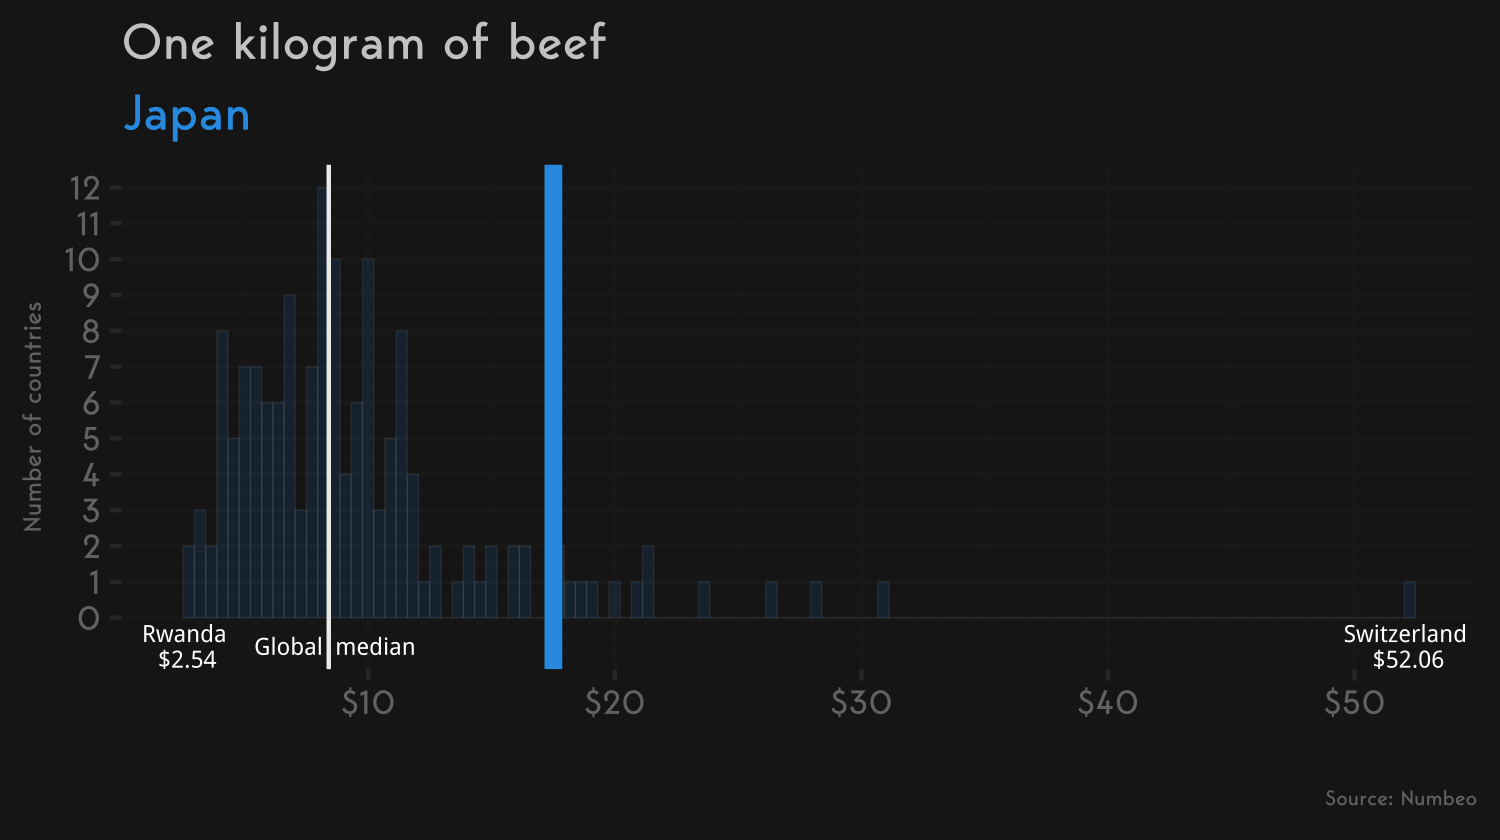 One kilogram of beef
Japan
Number of countries
12
11
10
9
8
7
6
5
4
3
2
1
0
Rwanda
$2.54
Global median
Switzerland
$52.06
$10 $20 $30 $40 $50
Source: Numbeo